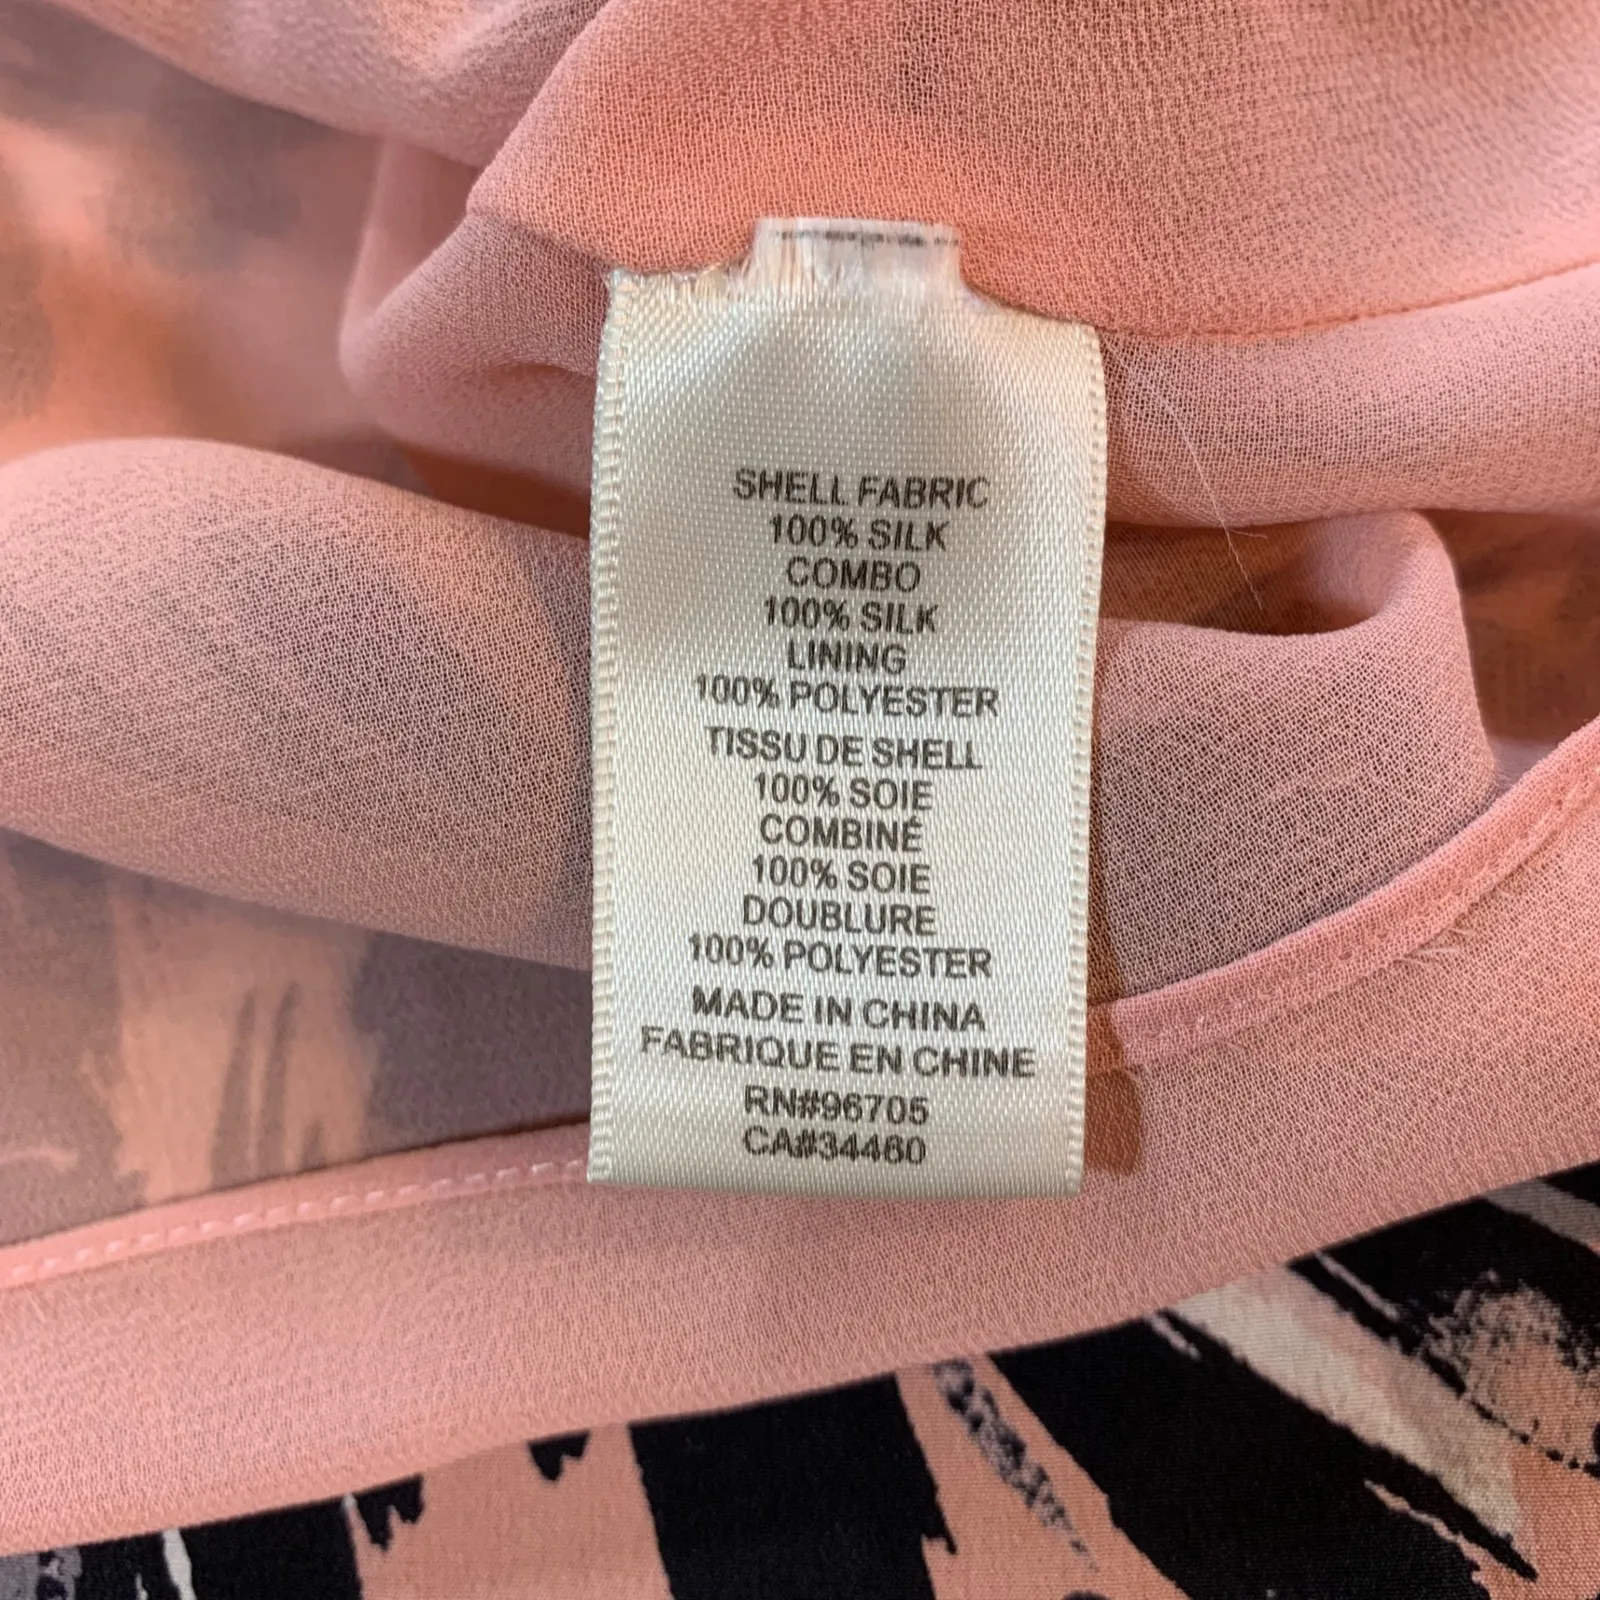 SHELL FABRIC
100% SILK
COMBO
100% SILK
LINING
100% POLYESTER
TISSU DE SHELL
100% SOIE
COMBINÉ
100% SOIE
DOUBLURE
100% POLYESTER
MADE IN CHINA
FABRIQUE EN CHINE
RN#96705
CA#34460